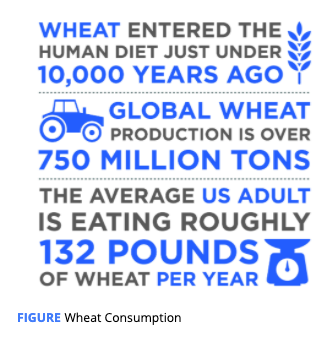 WHEAT ENTERED THE
HUMAN DIET JUST UNDER
10,000 YEARS AGO
GLOBAL WHEAT
PRODUCTION IS OVER
750 MILLION TONS
THE AVERAGE US ADULT
IS EATING ROUGHLY
132 POUNDS
OF WHEAT PER YEAR
FIGURE Wheat Consumption